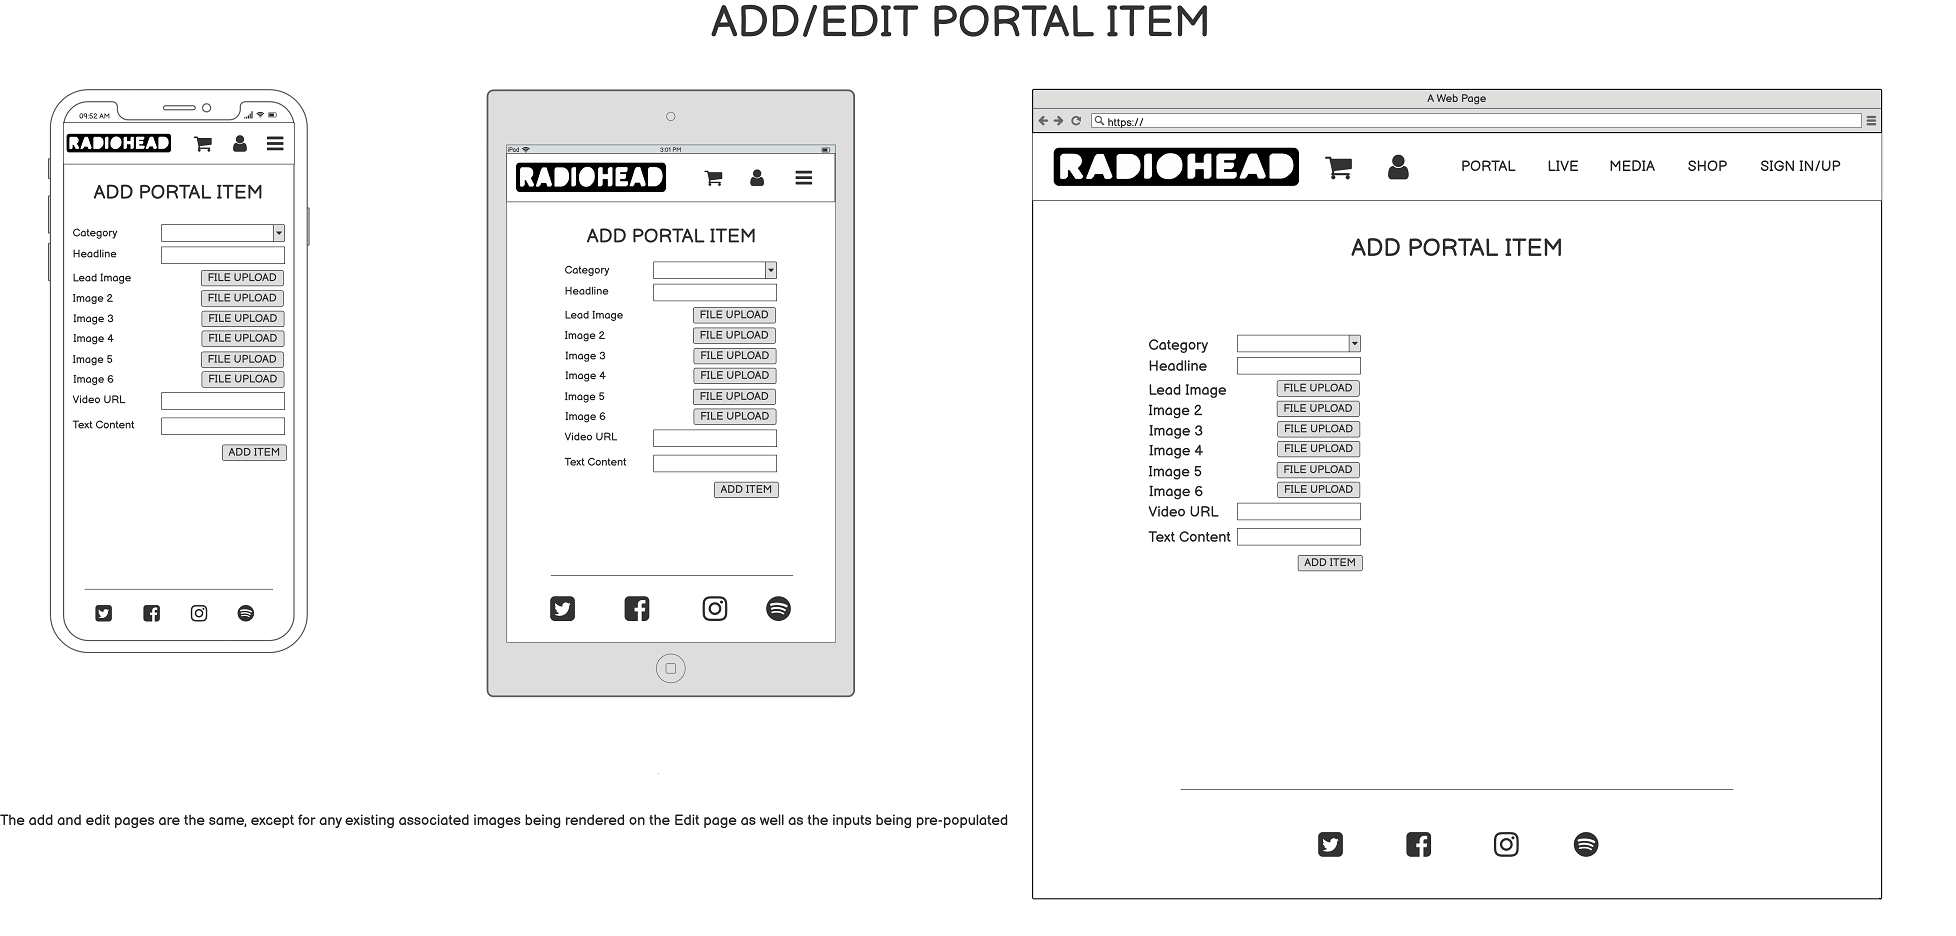 ADD/EDIT PORTAL ITEM
09:52 AM
RADIOHEAD
ADD PORTAL ITEM
Category
Headline
Lead Image FILE UPLOAD
Image 2 FILE UPLOAD
Image 3 FILE UPLOAD
Image 4 FILE UPLOAD
Image 5 FILE UPLOAD
Image 6 FILE UPLOAD
Video URL
Text Content
ADD ITEM
iPad 3:01 PM
RADIOHEAD
ADD PORTAL ITEM
Category
Headline
Lead Image FILE UPLOAD
Image 2 FILE UPLOAD
Image 3 FILE UPLOAD
Image 4 FILE UPLOAD
Image 5 FILE UPLOAD
Image 6 FILE UPLOAD
Video URL
Text Content
ADD ITEM
A Web Page
https://
RADIOHEAD PORTAL LIVE MEDIA SHOP SIGN IN/UP
ADD PORTAL ITEM
Category
Headline
Lead Image FILE UPLOAD
Image 2 FILE UPLOAD
Image 3 FILE UPLOAD
Image 4 FILE UPLOAD
Image 5 FILE UPLOAD
Image 6 FILE UPLOAD
Video URL
Text Content
ADD ITEM
The add and edit pages are the same, except for any existing associated images being rendered on the Edit page as well as the inputs being pre-populated